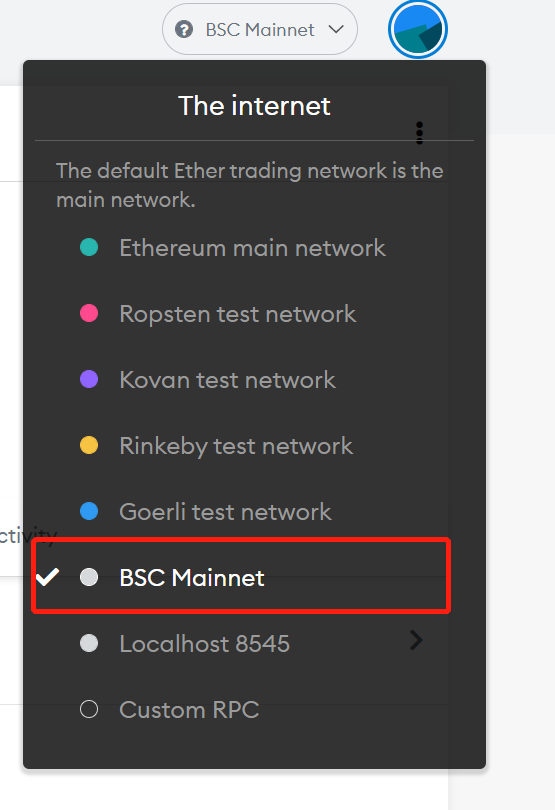 BSC Mainnet
The internet
The default Ether trading network is the
main network.
Ethereum main network
Ropsten test network
Kovan test network
Rinkeby test network
Goerli test network
ctivity
BSC Mainnet
Localhost 8545
Custom RPC